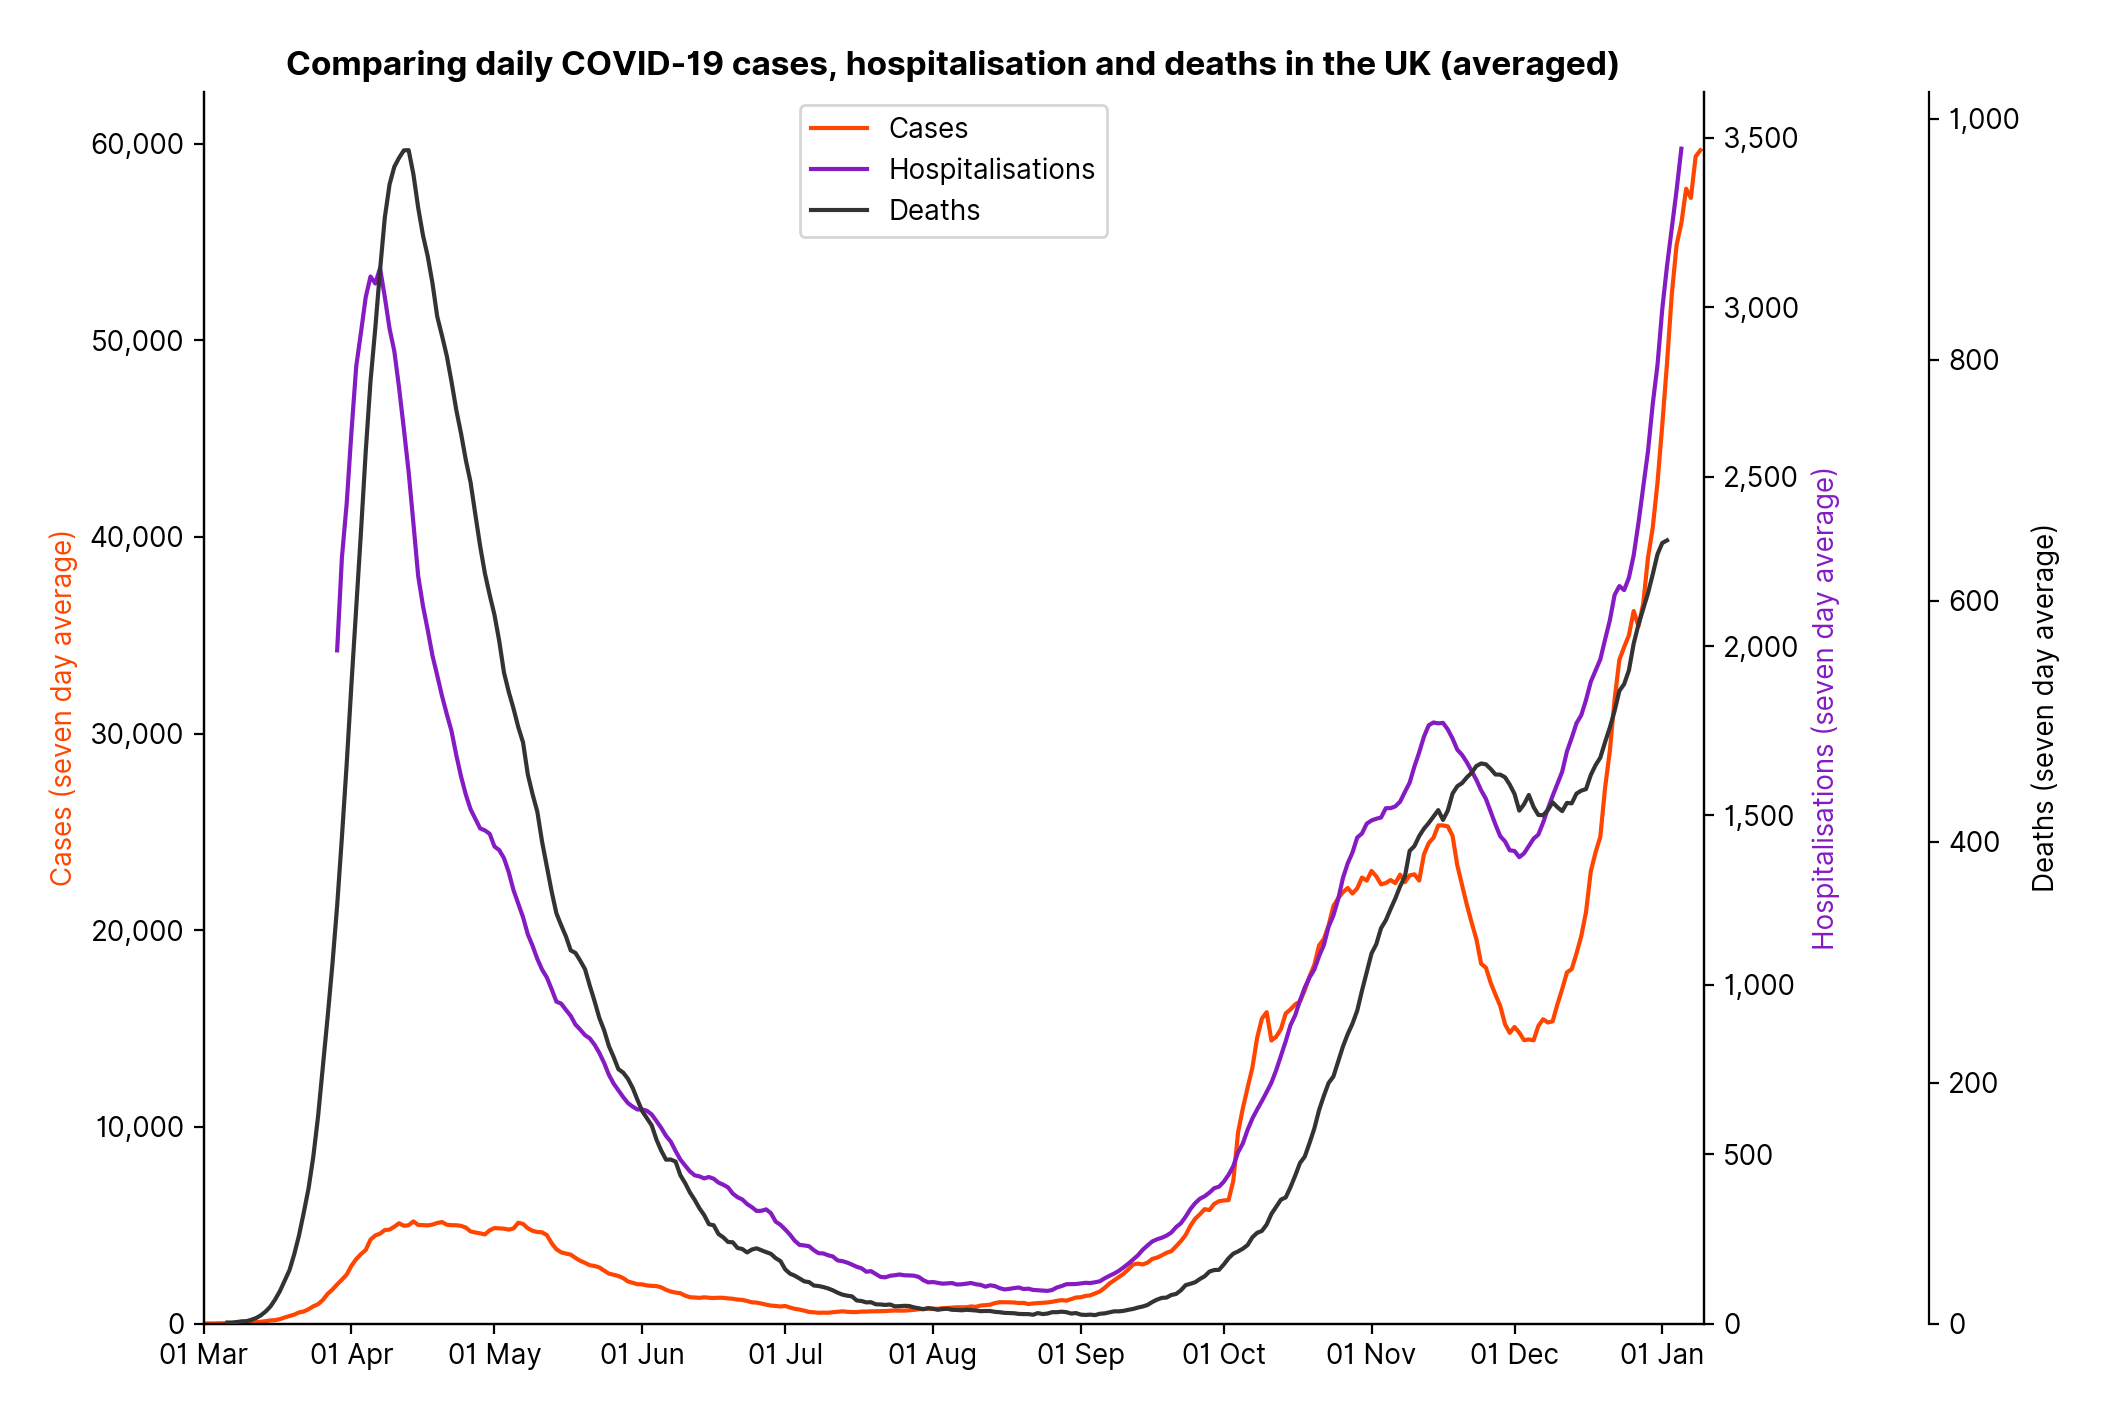 Comparing daily COVID-19 cases, hospitalisation and deaths in the UK (averaged)
Cases
Hospitalisations
Deaths
Cases (seven day average)
60,000
50,000
40,000
30,000
20,000
10,000
0
01 Mar
01 Apr
01 May
01 Jun
01 Jul
01 Aug
01 Sep
01 Oct
01 Nov
01 Dec
01 Jan
3,500
3,000
2,500
2,000
1,500
1,000
500
0
Hospitalisations (seven day average)
1,000
800
600
400
200
0
Deaths (seven day average)